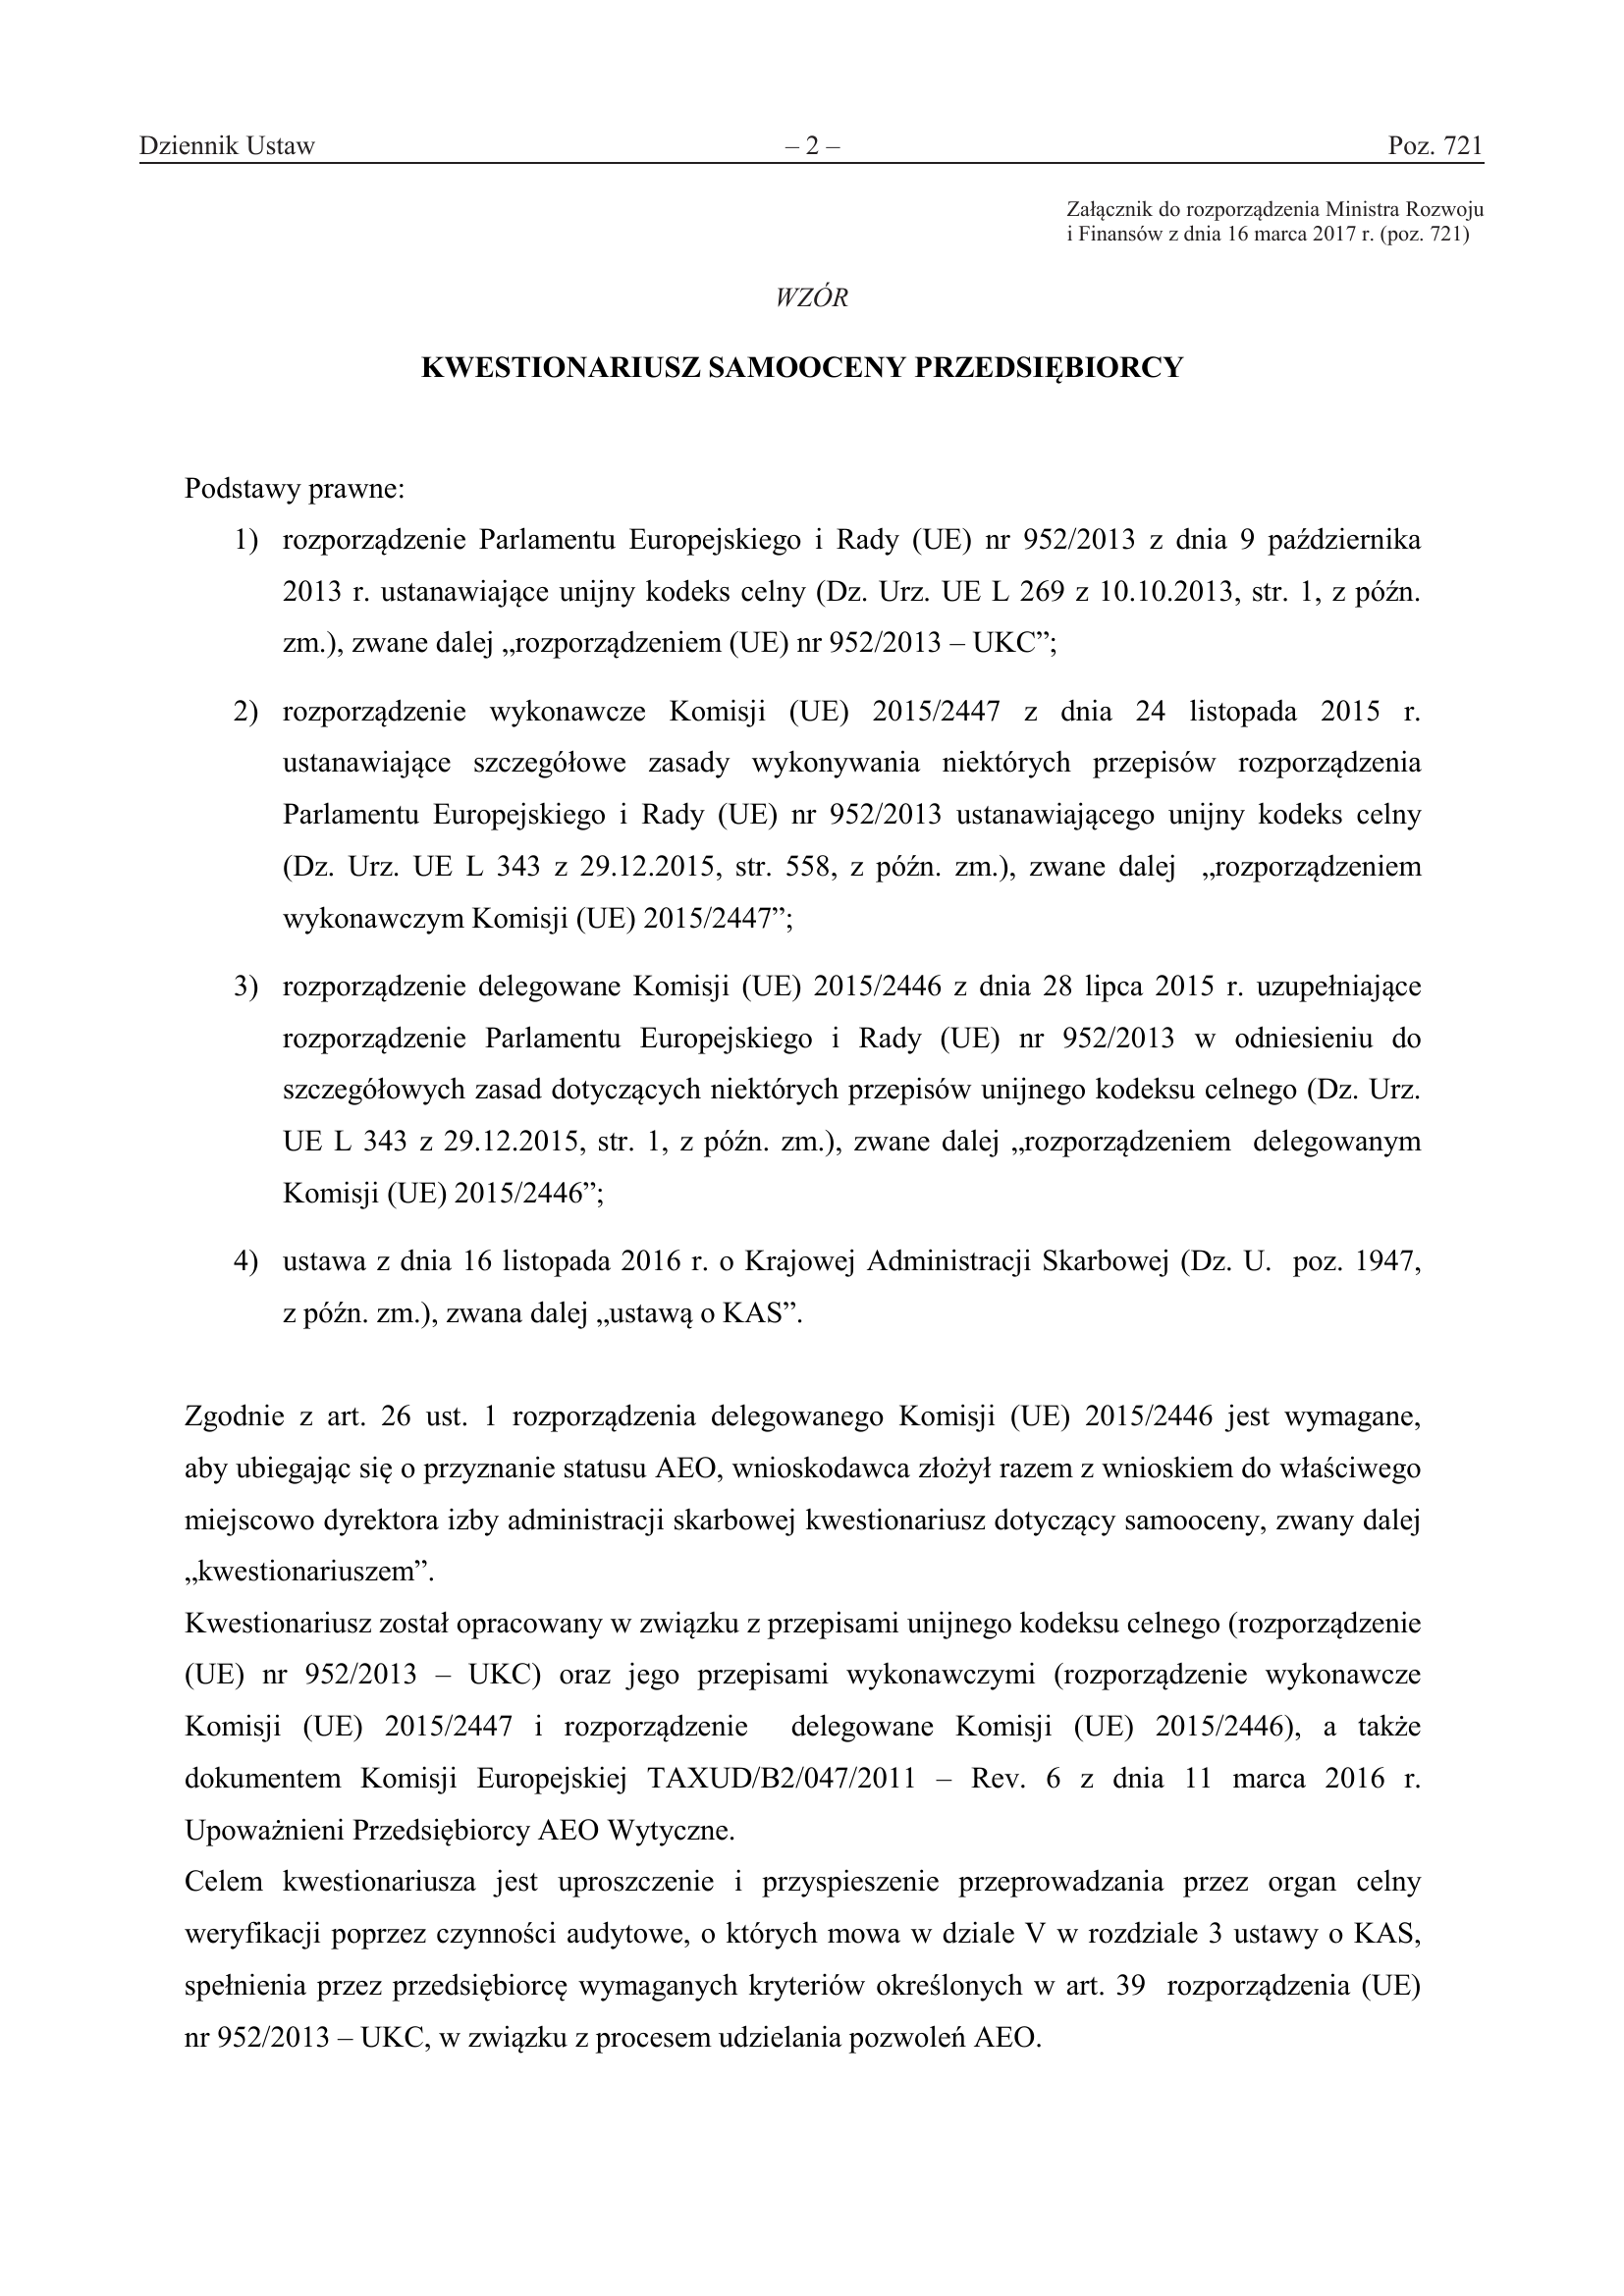 Dziennik Ustaw – 2 – Poz. 721
Załącznik do rozporządzenia Ministra Rozwoju
i Finansów z dnia 16 marca 2017 r. (poz. 721)
WZÓR
KWESTIONARIUSZ SAMOOCENY PRZEDSIĘBIORCY
Podstawy prawne:
1) rozporządzenie Parlamentu Europejskiego i Rady (UE) nr 952/2013 z dnia 9 października
2013 r. ustanawiające unijny kodeks celny (Dz. Urz. UE L 269 z 10.10.2013, str. 1, z późn.
zm.), zwane dalej „rozporządzeniem (UE) nr 952/2013 – UKC”;
2) rozporządzenie wykonawcze Komisji (UE) 2015/2447 z dnia 24 listopada 2015 r.
ustanawiające szczegółowe zasady wykonywania niektórych przepisów rozporządzenia
Parlamentu Europejskiego i Rady (UE) nr 952/2013 ustanawiającego unijny kodeks celny
(Dz. Urz. UE L 343 z 29.12.2015, str. 558, z późn. zm.), zwane dalej „rozporządzeniem
wykonawczym Komisji (UE) 2015/2447”;
3) rozporządzenie delegowane Komisji (UE) 2015/2446 z dnia 28 lipca 2015 r. uzupełniające
rozporządzenie Parlamentu Europejskiego i Rady (UE) nr 952/2013 w odniesieniu do
szczegółowych zasad dotyczących niektórych przepisów unijnego kodeksu celnego (Dz. Urz.
UE L 343 z 29.12.2015, str. 1, z późn. zm.), zwane dalej „rozporządzeniem delegowanym
Komisji (UE) 2015/2446”;
4) ustawa z dnia 16 listopada 2016 r. o Krajowej Administracji Skarbowej (Dz. U. poz. 1947,
z późn. zm.), zwana dalej „ustawą o KAS”.
Zgodnie z art. 26 ust. 1 rozporządzenia delegowanego Komisji (UE) 2015/2446 jest wymagane,
aby ubiegając się o przyznanie statusu AEO, wnioskodawca złożył razem z wnioskiem do właściwego
miejscowo dyrektora izby administracji skarbowej kwestionariusz dotyczący samooceny, zwany dalej
„kwestionariuszem”.
Kwestionariusz został opracowany w związku z przepisami unijnego kodeksu celnego (rozporządzenie
(UE) nr 952/2013 – UKC) oraz jego przepisami wykonawczymi (rozporządzenie wykonawcze
Komisji (UE) 2015/2447 i rozporządzenie delegowane Komisji (UE) 2015/2446), a także
dokumentem Komisji Europejskiej TAXUD/B2/047/2011 – Rev. 6 z dnia 11 marca 2016 r.
Upoważnieni Przedsiębiorcy AEO Wytyczne.
Celem kwestionariusza jest uproszczenie i przyspieszenie przeprowadzania przez organ celny
weryfikacji poprzez czynności audytowe, o których mowa w dziale V w rozdziale 3 ustawy o KAS,
spełnienia przez przedsiębiorcę wymaganych kryteriów określonych w art. 39 rozporządzenia (UE)
nr 952/2013 – UKC, w związku z procesem udzielania pozwoleń AEO.